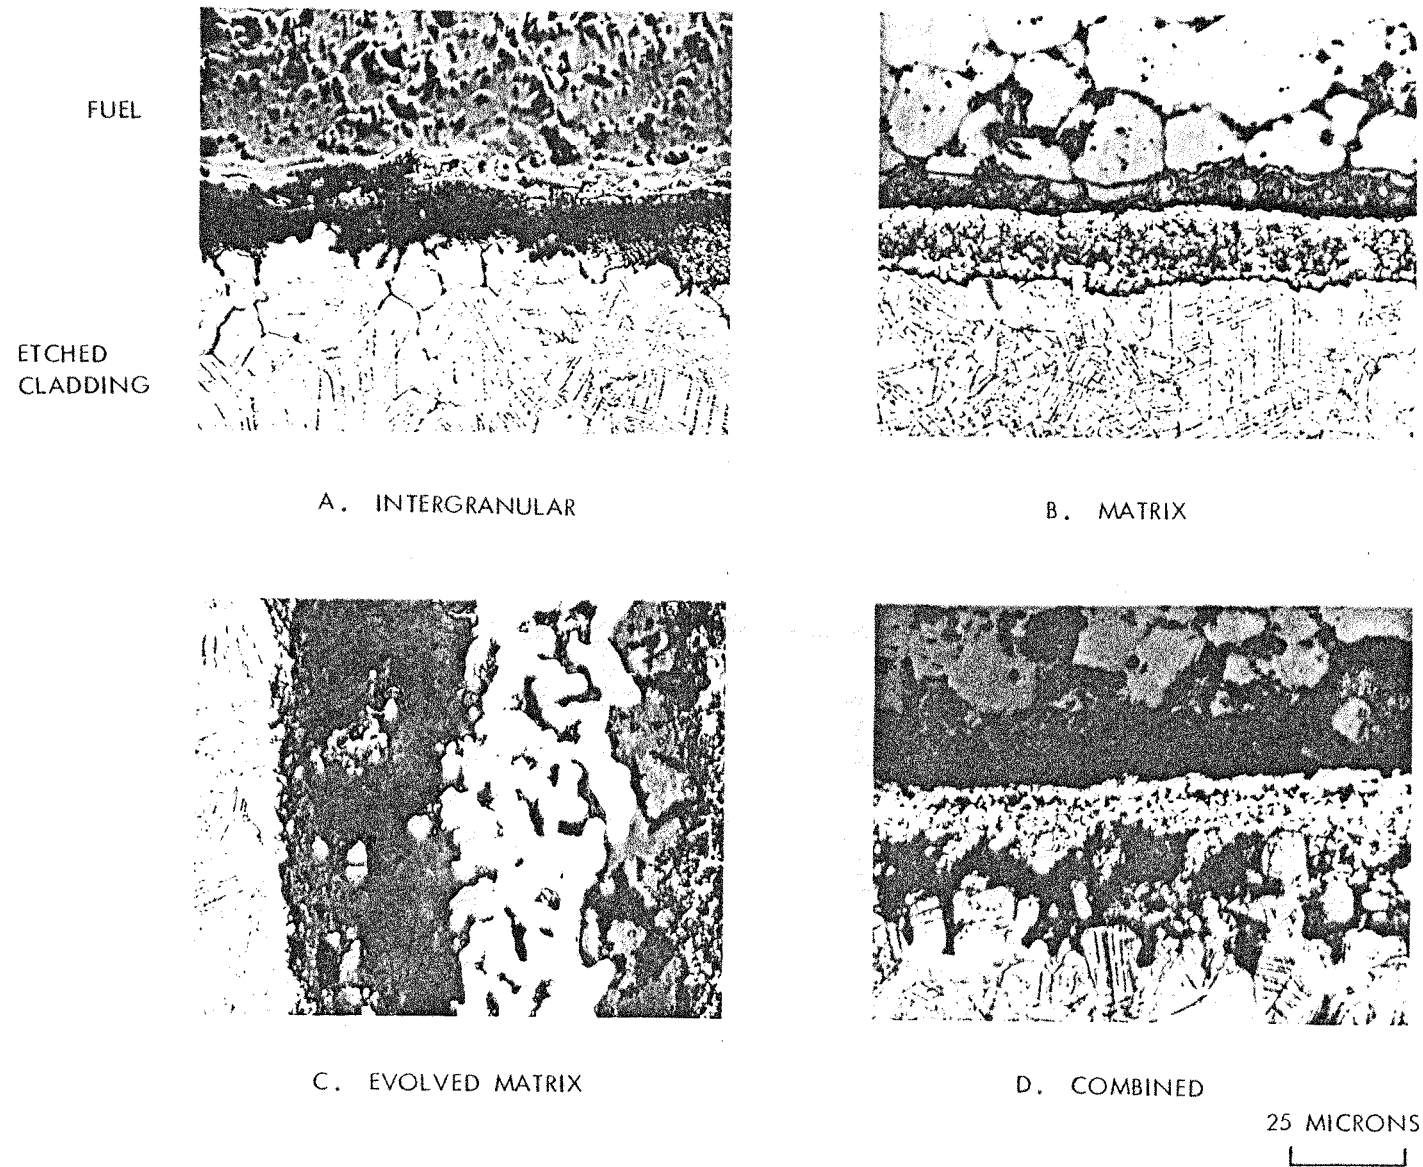 FUEL
ETCHED
CLADDING
A. INTERGRANULAR
B. MATRIX
C. EVOLVED MATRIX
D. COMBINED
25 MICRONS